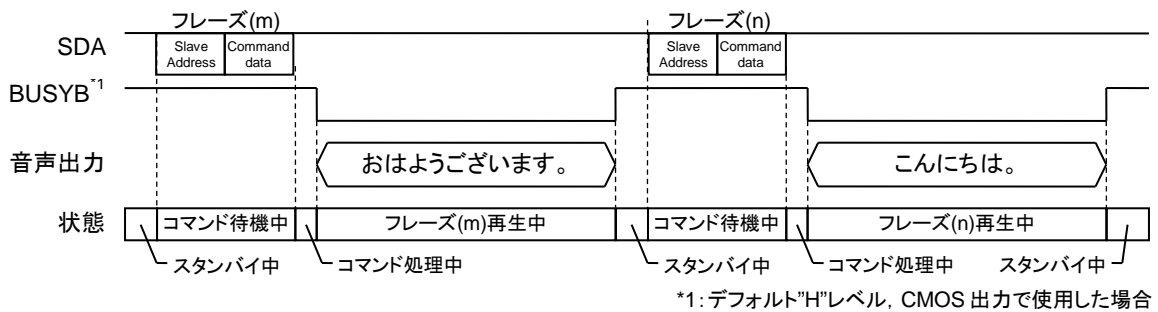 フレーズ(m) フレーズ(n)
SDA Slave Address Command data Slave Address Command data
BUSYB*1
音声出力 おはようございます。 こんにちは。
状態 コマンド待機中 フレーズ(m)再生中 コマンド待機中 フレーズ(n)再生中
スタンバイ中 コマンド処理中 スタンバイ中 コマンド処理中 スタンバイ中
*1:デフォルト"H"レベル, CMOS 出力で使用した場合